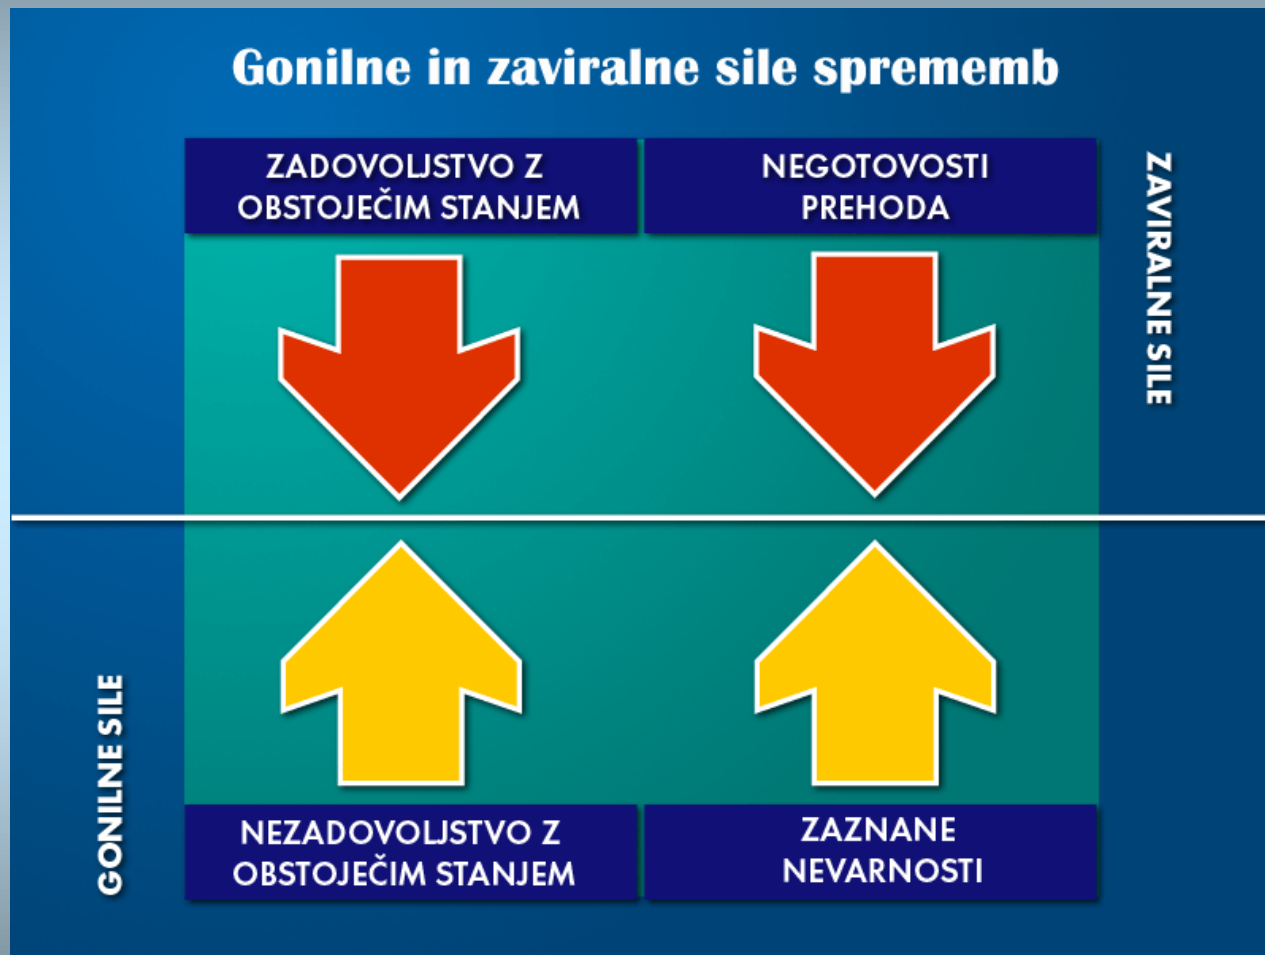 Gonilne in zaviralne sile sprememb
ZADOVOLJSTVO Z
OBSTOJEČIM STANJEM
NEGOTOVOSTI
PREHODA
ZAVIRALNE SILE
GONILNE SILE
NEZADOVOLJSTVO Z
OBSTOJEČIM STANJEM
ZAZNANE
NEVARNOSTI